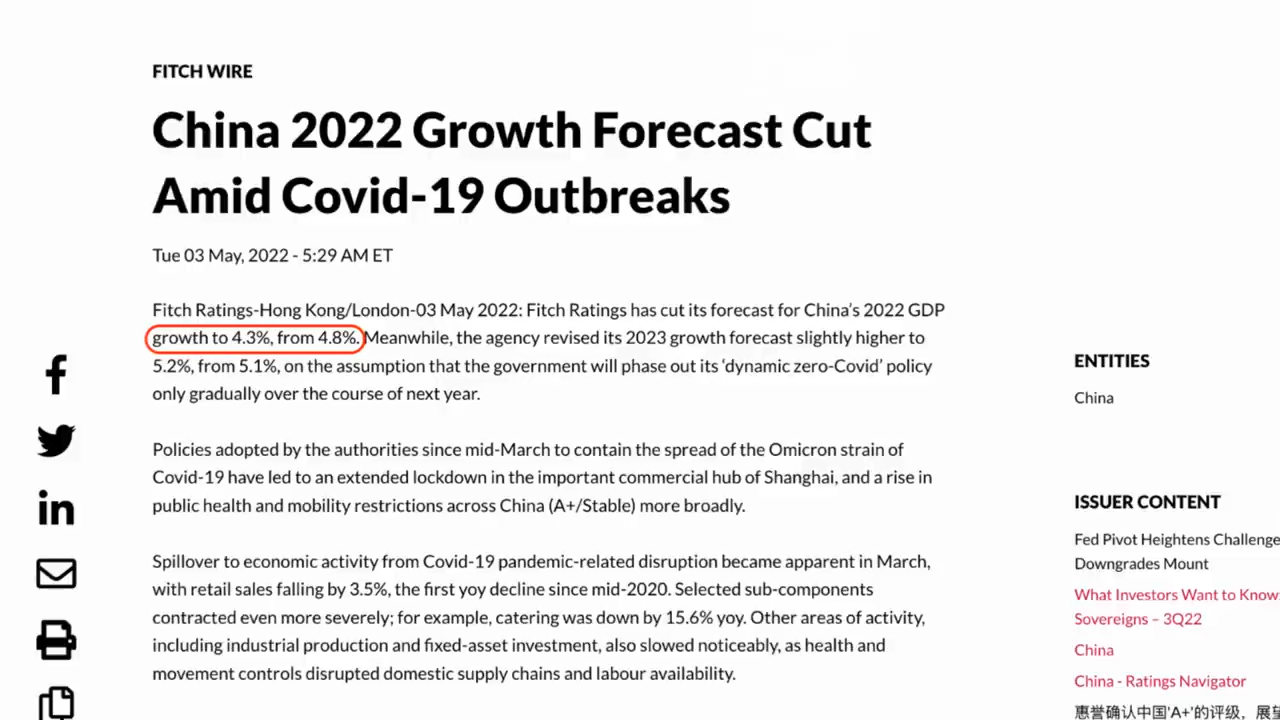 FITCH WIRE
China 2022 Growth Forecast Cut
Amid Covid-19 Outbreaks
Tue 03 May, 2022 - 5:29 AM ET
Fitch Ratings-Hong Kong/London-03 May 2022: Fitch Ratings has cut its forecast for China's 2022 GDP
growth to 4.3%, from 4.8%. Meanwhile, the agency revised its 2023 growth forecast slightly higher to
5.2%, from 5.1%, on the assumption that the government will phase out its 'dynamic zero-Covid' policy
only gradually over the course of next year.
Policies adopted by the authorities since mid-March to contain the spread of the Omicron strain of
Covid-19 have led to an extended lockdown in the important commercial hub of Shanghai, and a rise in
public health and mobility restrictions across China (A+/Stable) more broadly.
Spillover to economic activity from Covid-19 pandemic-related disruption became apparent in March,
with retail sales falling by 3.5%, the first yoy decline since mid-2020. Selected sub-components
contracted even more severely; for example, catering was down by 15.6% yoy. Other areas of activity,
including industrial production and fixed-asset investment, also slowed noticeably, as health and
movement controls disrupted domestic supply chains and labour availability.
ENTITIES
China
ISSUER CONTENT
Fed Pivot Heightens Challenge
Downgrades Mount
What Investors Want to Know
Sovereigns – 3Q22
China
China - Ratings Navigator
惠誉确认中国'A+'的评级，展望